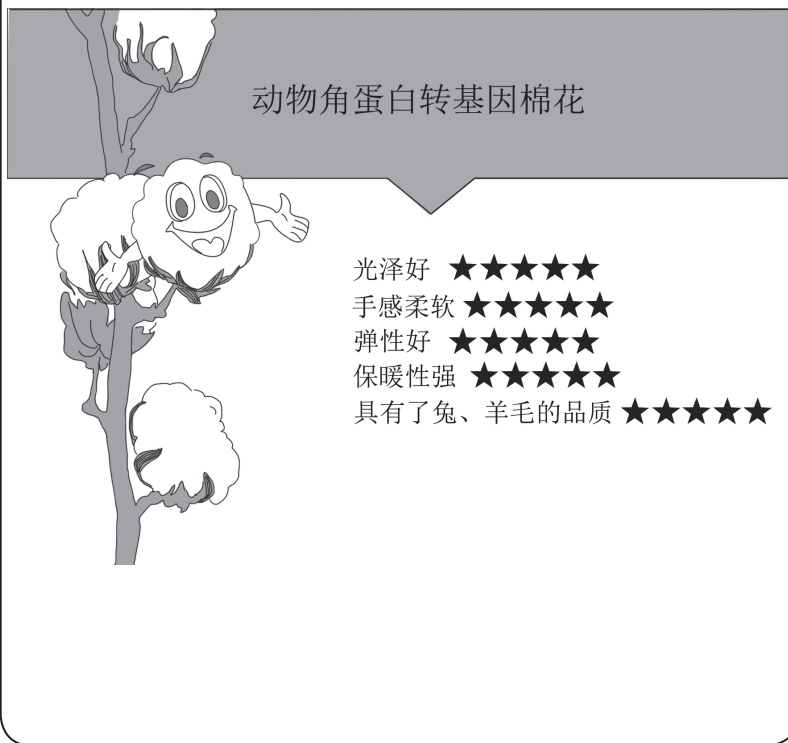 动物角蛋白转基因棉花
光泽好 ★★★★★
手感柔软 ★★★★★
弹性好 ★★★★★
保暖性强 ★★★★★
具有了兔、羊毛的品质 ★★★★★